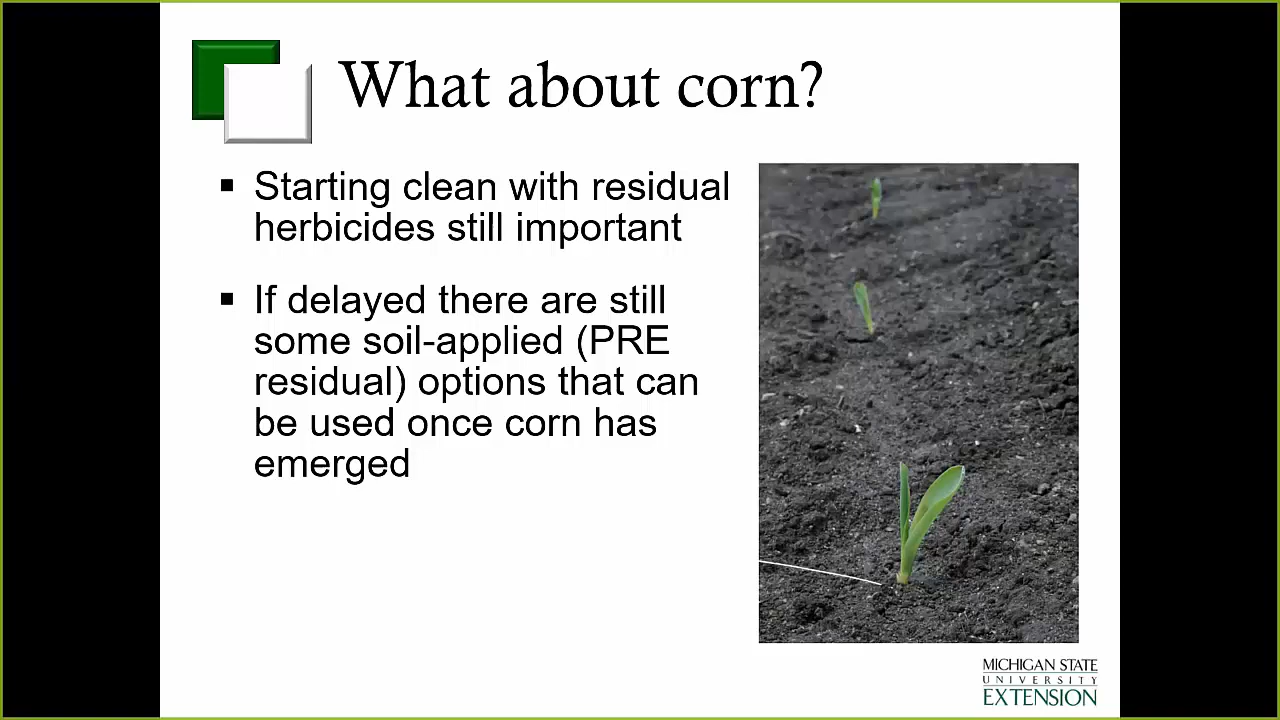 What about corn?
▪ Starting clean with residual
herbicides still important
▪ If delayed there are still
some soil-applied (PRE
residual) options that can
be used once corn has
emerged
MICHIGAN STATE
UNIVERSITY
EXTENSION